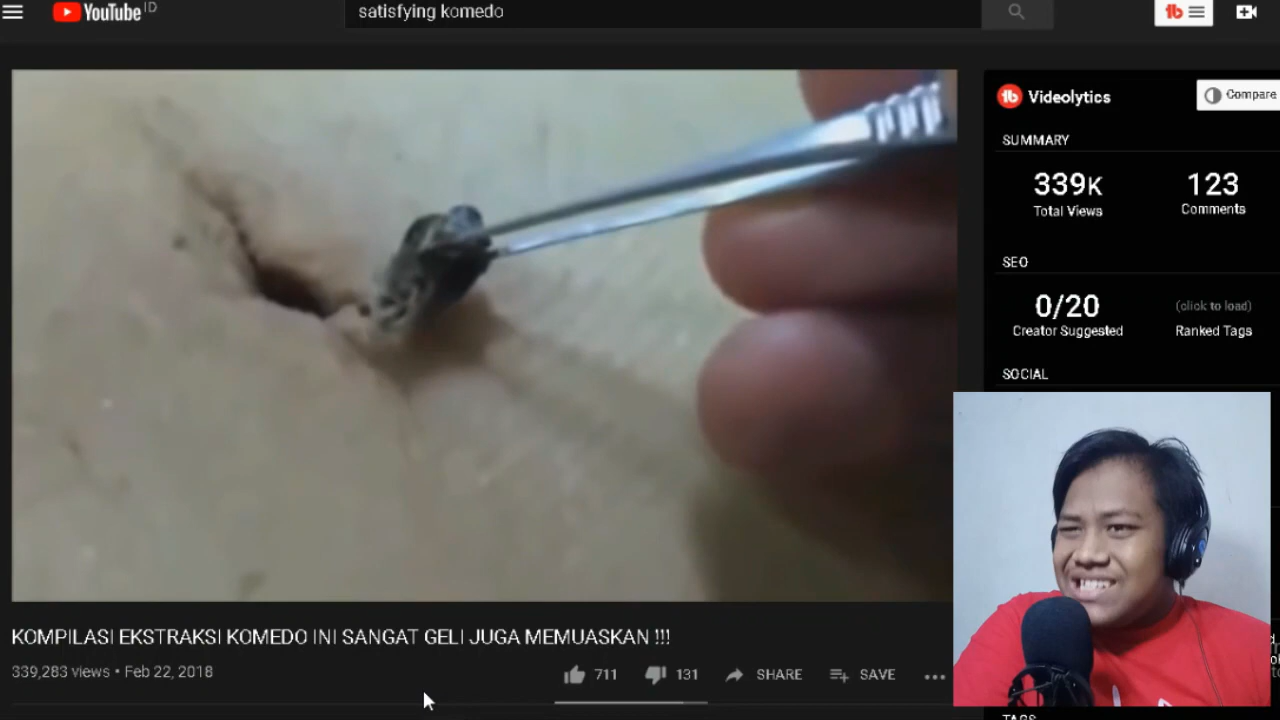 YouTube ID
satisfying komedo
Videolytics
Compare
SUMMARY
339K
123
Total Views
Comments
SEO
0/20
(click to load)
Creator Suggested
Ranked Tags
SOCIAL
KOMPILASI EKSTRAKSI KOMEDO INI SANGAT GELI JUGA MEMUASKAN !!!
339,283 views • Feb 22, 2018
711
131
SHARE
SAVE
TAGS